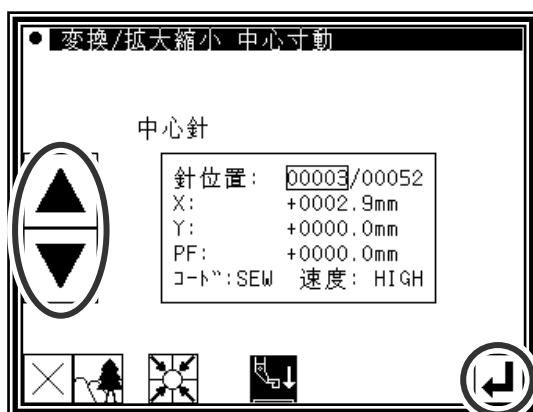 変換/拡大縮小 中心寸動
中心針
針位置: 00003/00052
X: +0002.9mm
Y: +0000.0mm
PF: +0000.0mm
コード:SEW 速度: HIGH